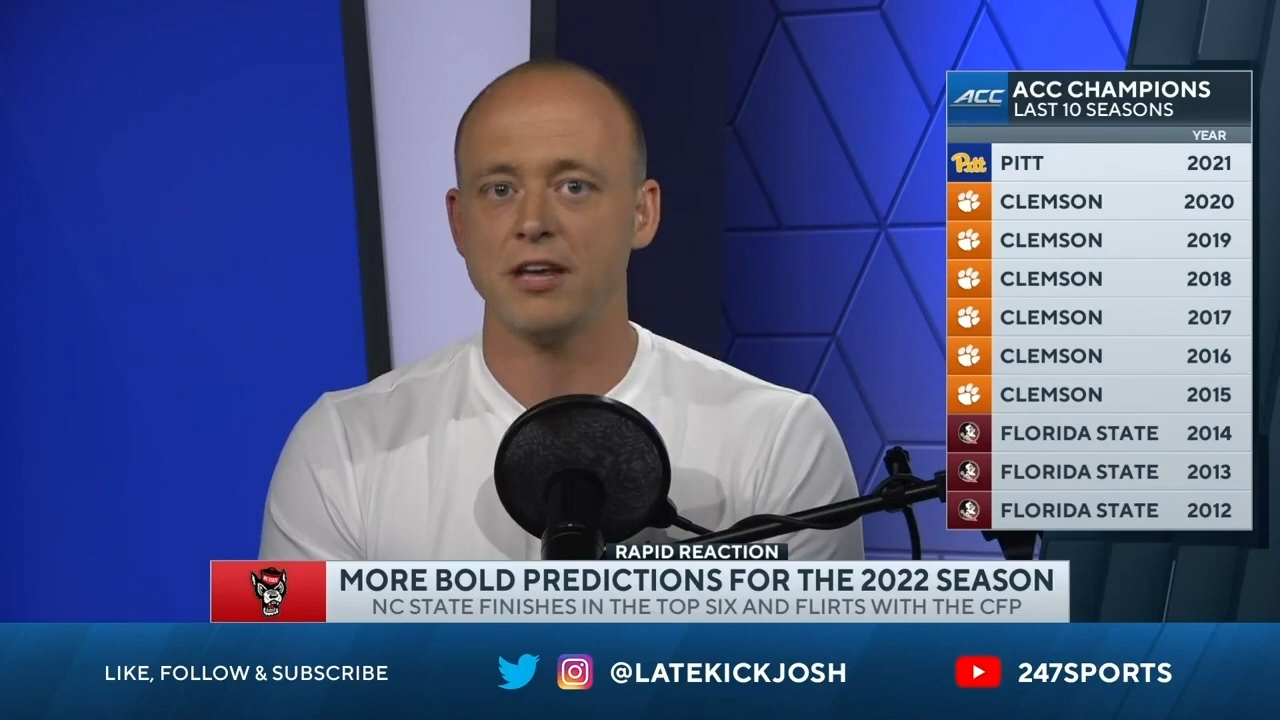 ACC
ACC CHAMPIONS
LAST 10 SEASONS
YEAR
Pitt PITT 2021
CLEMSON 2020
CLEMSON 2019
CLEMSON 2018
CLEMSON 2017
CLEMSON 2016
CLEMSON 2015
FLORIDA STATE 2014
FLORIDA STATE 2013
FLORIDA STATE 2012
RAPID REACTION
MORE BOLD PREDICTIONS FOR THE 2022 SEASON
NC STATE FINISHES IN THE TOP SIX AND FLIRTS WITH THE CFP
NC STATE
LIKE, FOLLOW & SUBSCRIBE
@LATEKICKJOSH
247SPORTS